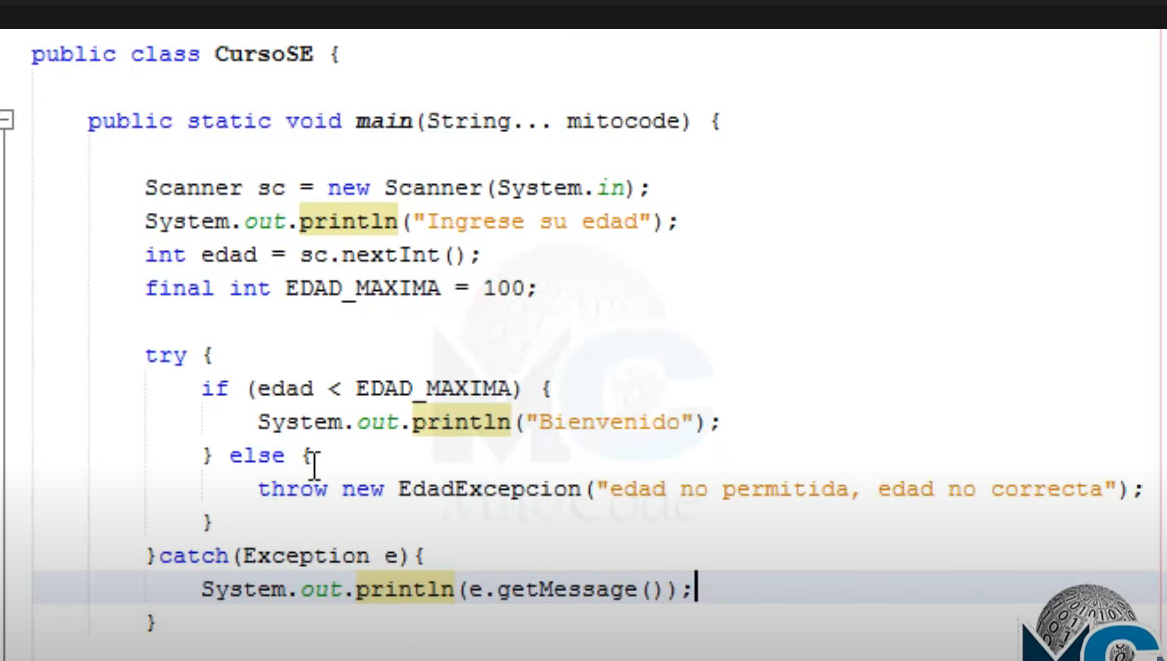 public class CursoSE {
public static void main(String... mitocode) {
Scanner sc = new Scanner(System.in);
System.out.println("Ingrese su edad");
int edad = sc.nextInt();
final int EDAD_MAXIMA = 100;
try {
if (edad < EDAD_MAXIMA) {
System.out.println("Bienvenido");
} else {
throw new EdadExcepcion("edad no permitida, edad no correcta");
}
}catch(Exception e){
System.out.println(e.getMessage());
}
MC
MitoCode
MC